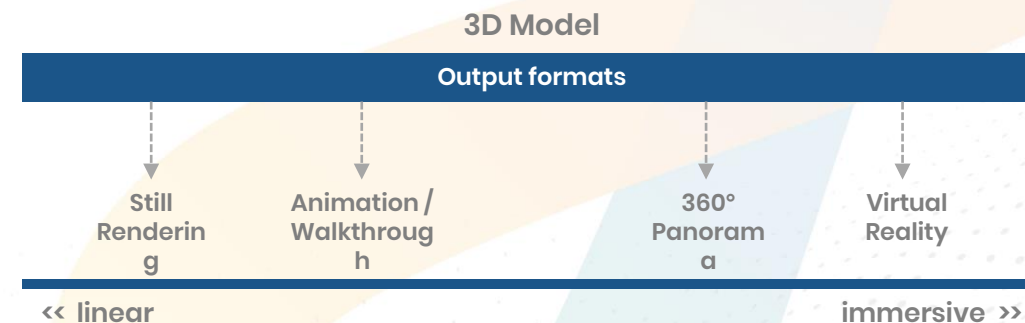 3D Model
Output formats
Still
Renderin
g
Animation /
Walkthroug
h
360°
Panoram
a
Virtual
Reality
<< linear
immersive >>